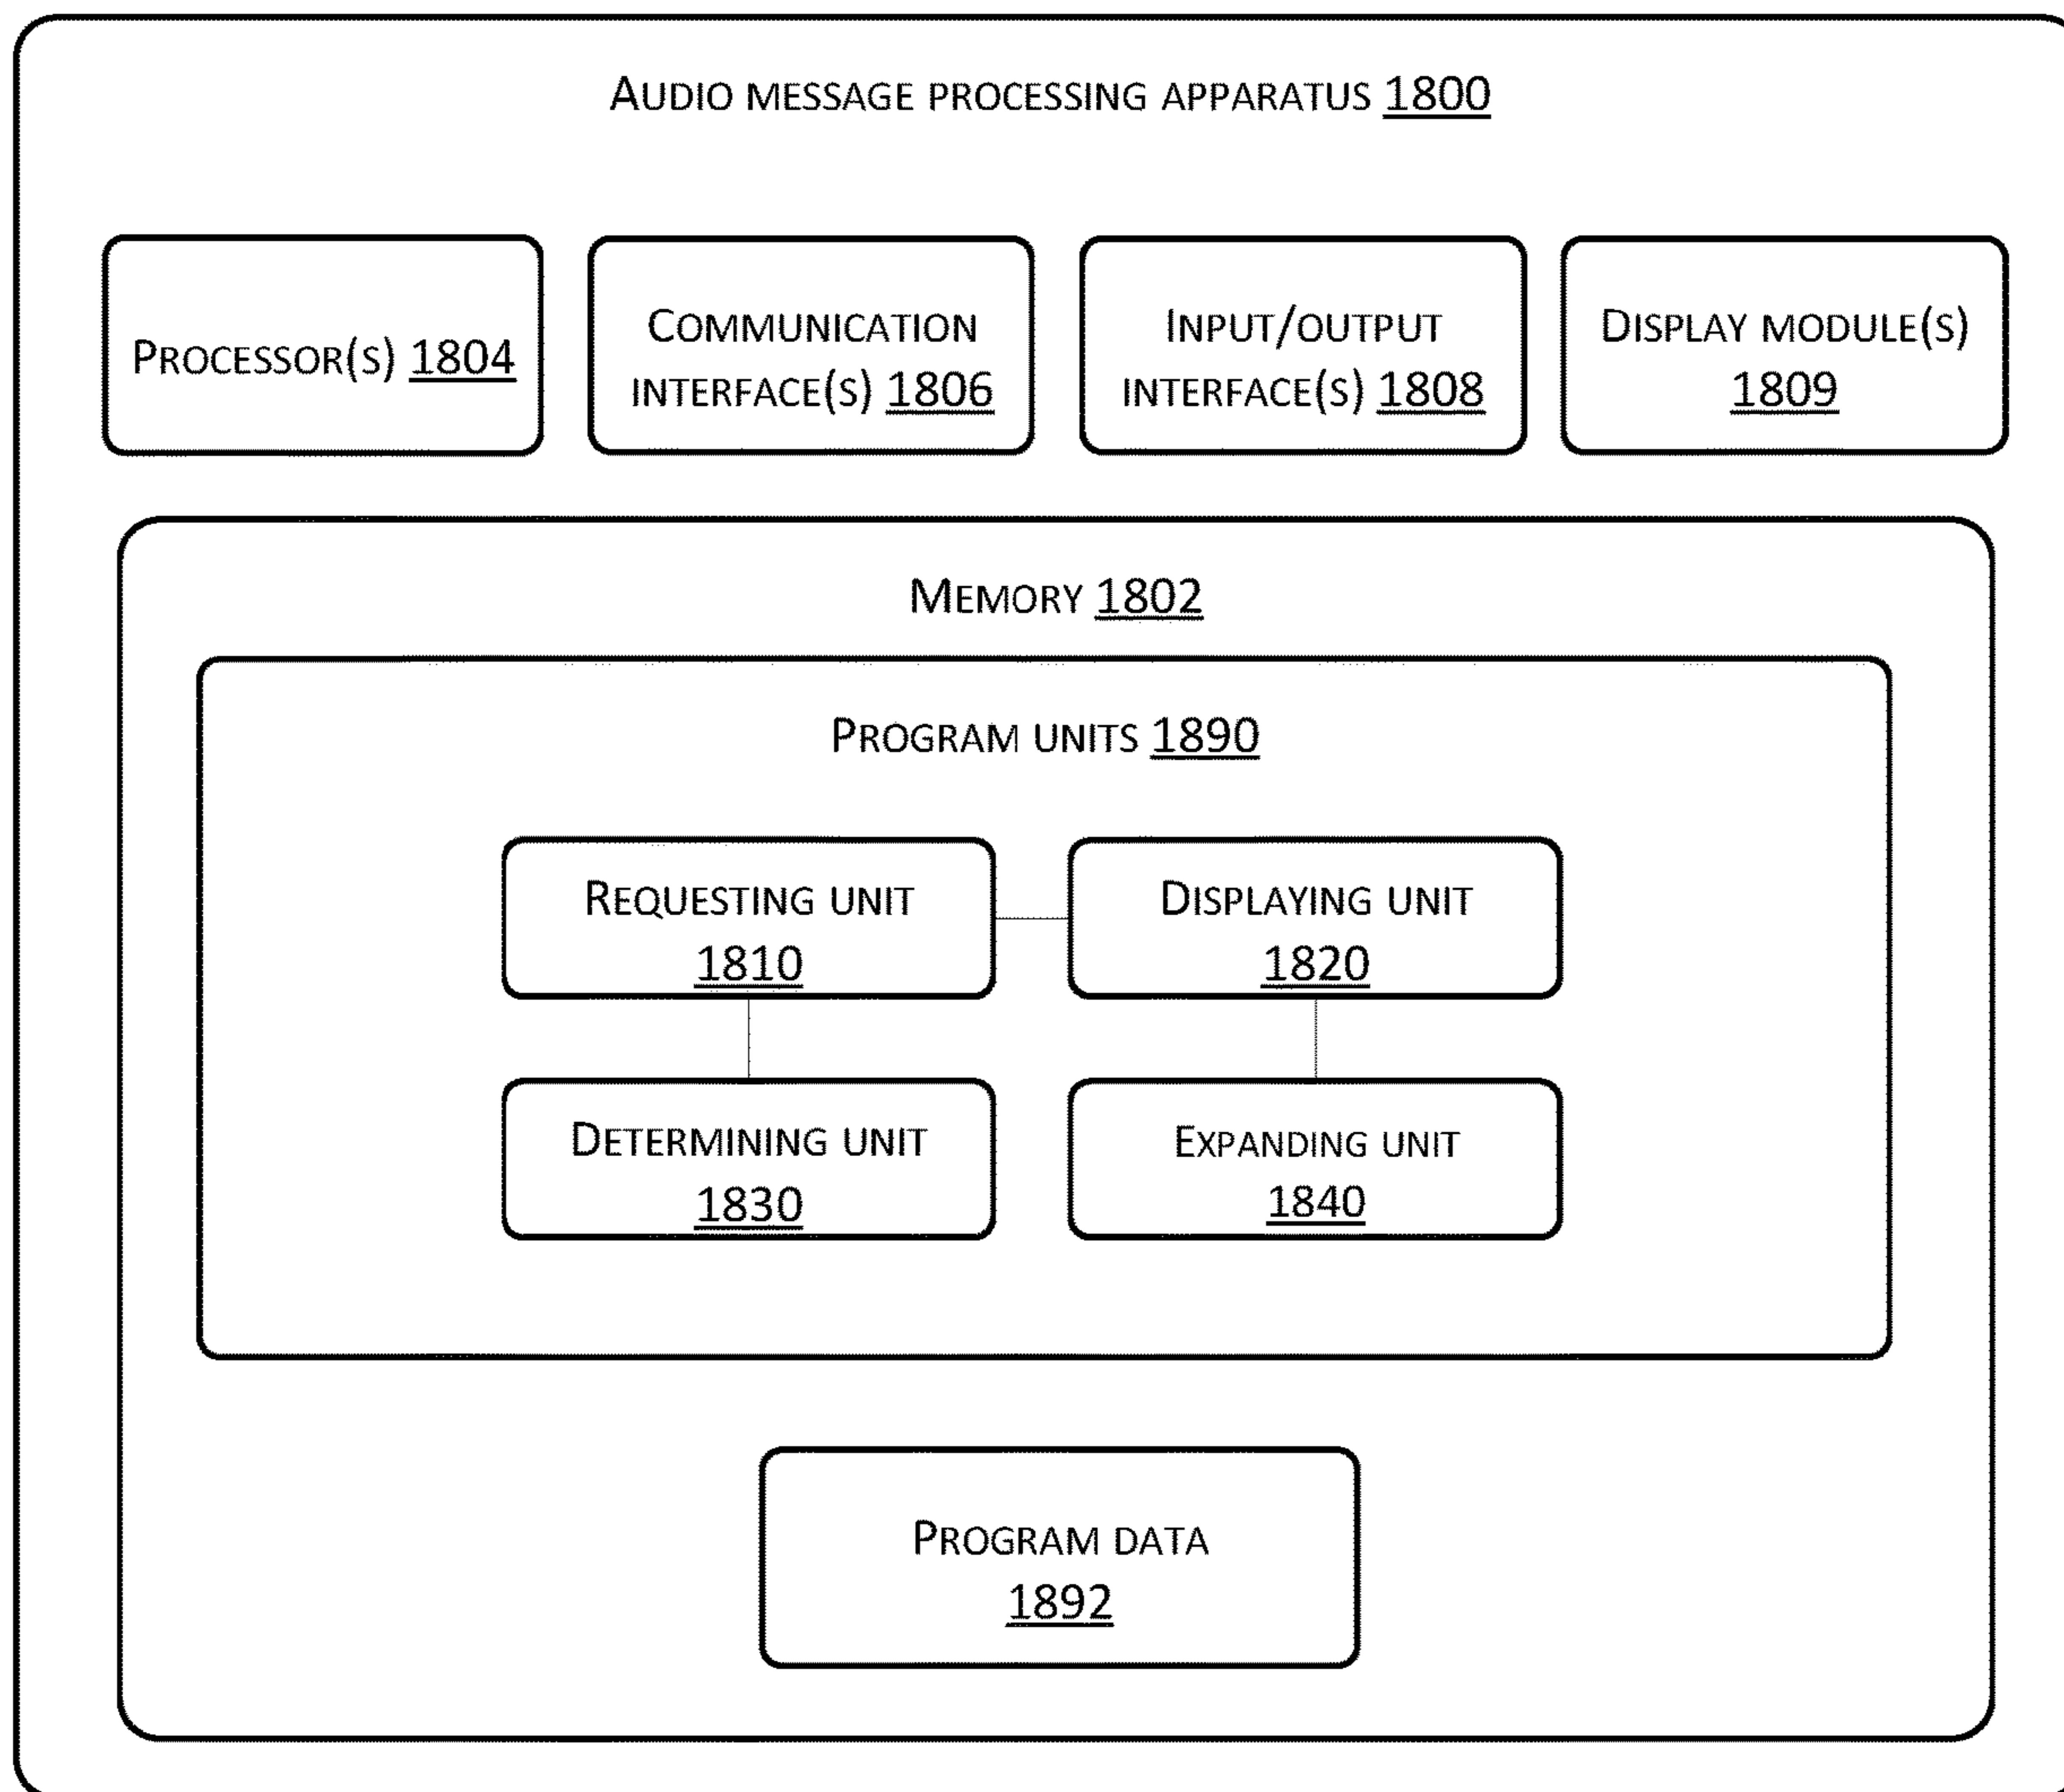 Audio message processing apparatus 1800
Processor(s) 1804
Communication
interface(s) 1806
Input/output
interface(s) 1808
Display module(s)
1809
Memory 1802
Program units 1890
Requesting unit
1810
Displaying unit
1820
Determining unit
1830
Expanding unit
1840
Program data
1892